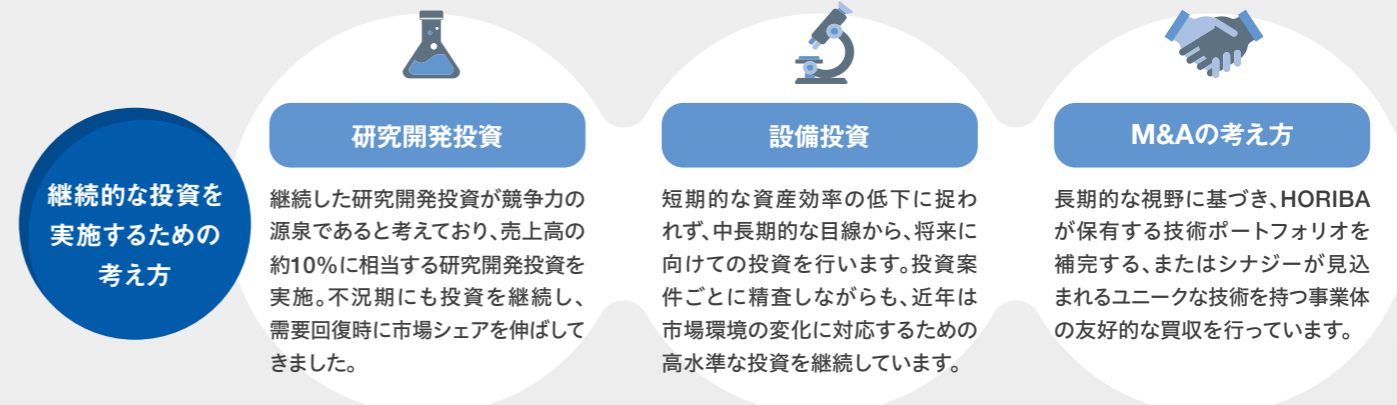 継続的な投資を
実施するための
考え方
研究開発投資
継続した研究開発投資が競争力の
源泉であると考えており、売上高の
約10%に相当する研究開発投資を
実施。不況期にも投資を継続し、
需要回復時に市場シェアを伸ばして
きました。
設備投資
短期的な資産効率の低下に捉わ
れず、中長期的な目線から、将来に
向けての投資を行います。投資案
件ごとに精査しながらも、近年は
市場環境の変化に対応するための
高水準な投資を継続しています。
M&Aの考え方
長期的な視野に基づき、HORIBA
が保有する技術ポートフォリオを
補完する、またはシナジーが見込
まれるユニークな技術を持つ事業体
の友好的な買収を行っています。